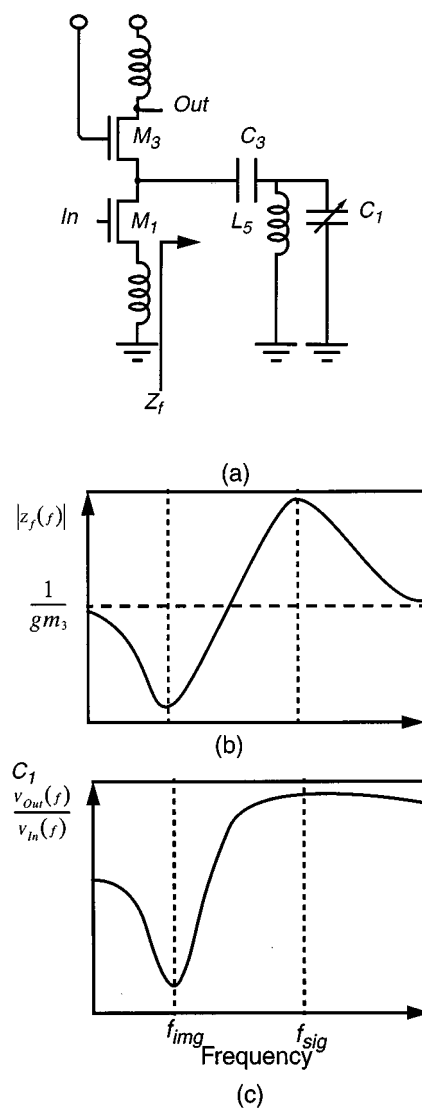 Out
M3
C3
In
M1
L5
C1
Zf
(a)
|zf(f)|
1
gm3
(b)
C1
vOut(f)
vIn(f)
fimg
fsig
Frequency
(c)